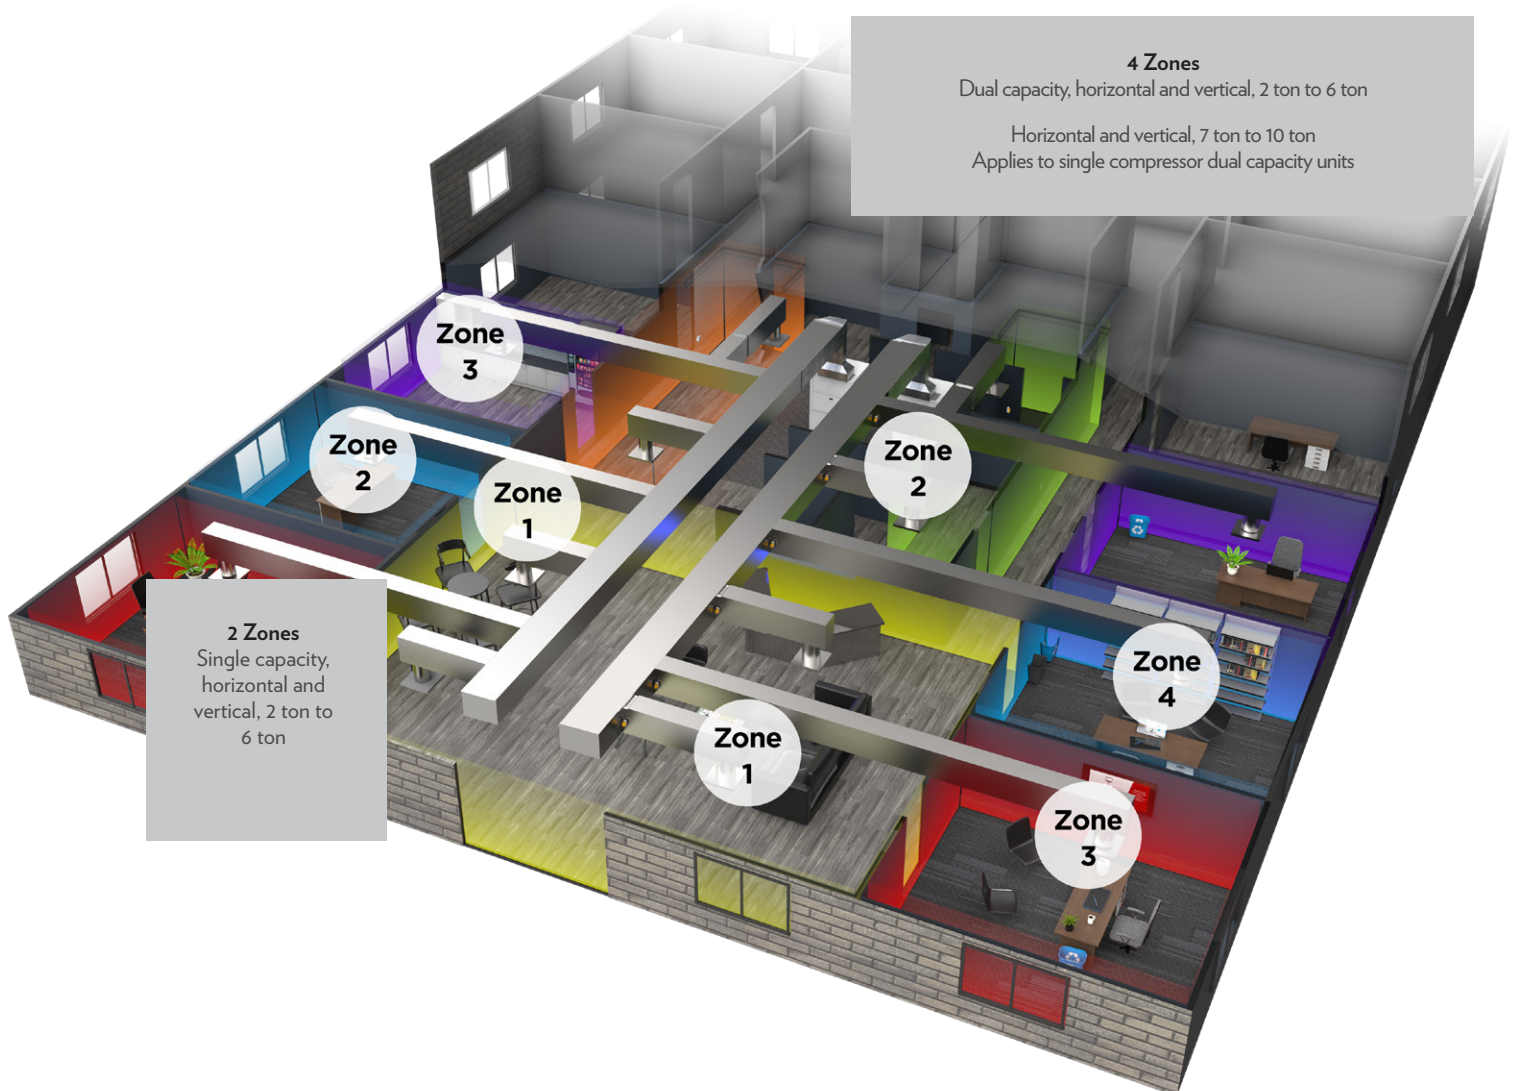 4 Zones
Dual capacity, horizontal and vertical, 2 ton to 6 ton
Horizontal and vertical, 7 ton to 10 ton
Applies to single compressor dual capacity units
Zone
3
Zone
2
Zone
1
Zone
2
2 Zones
Single capacity,
horizontal and
vertical, 2 ton to
6 ton
Zone
4
Zone
1
Zone
3